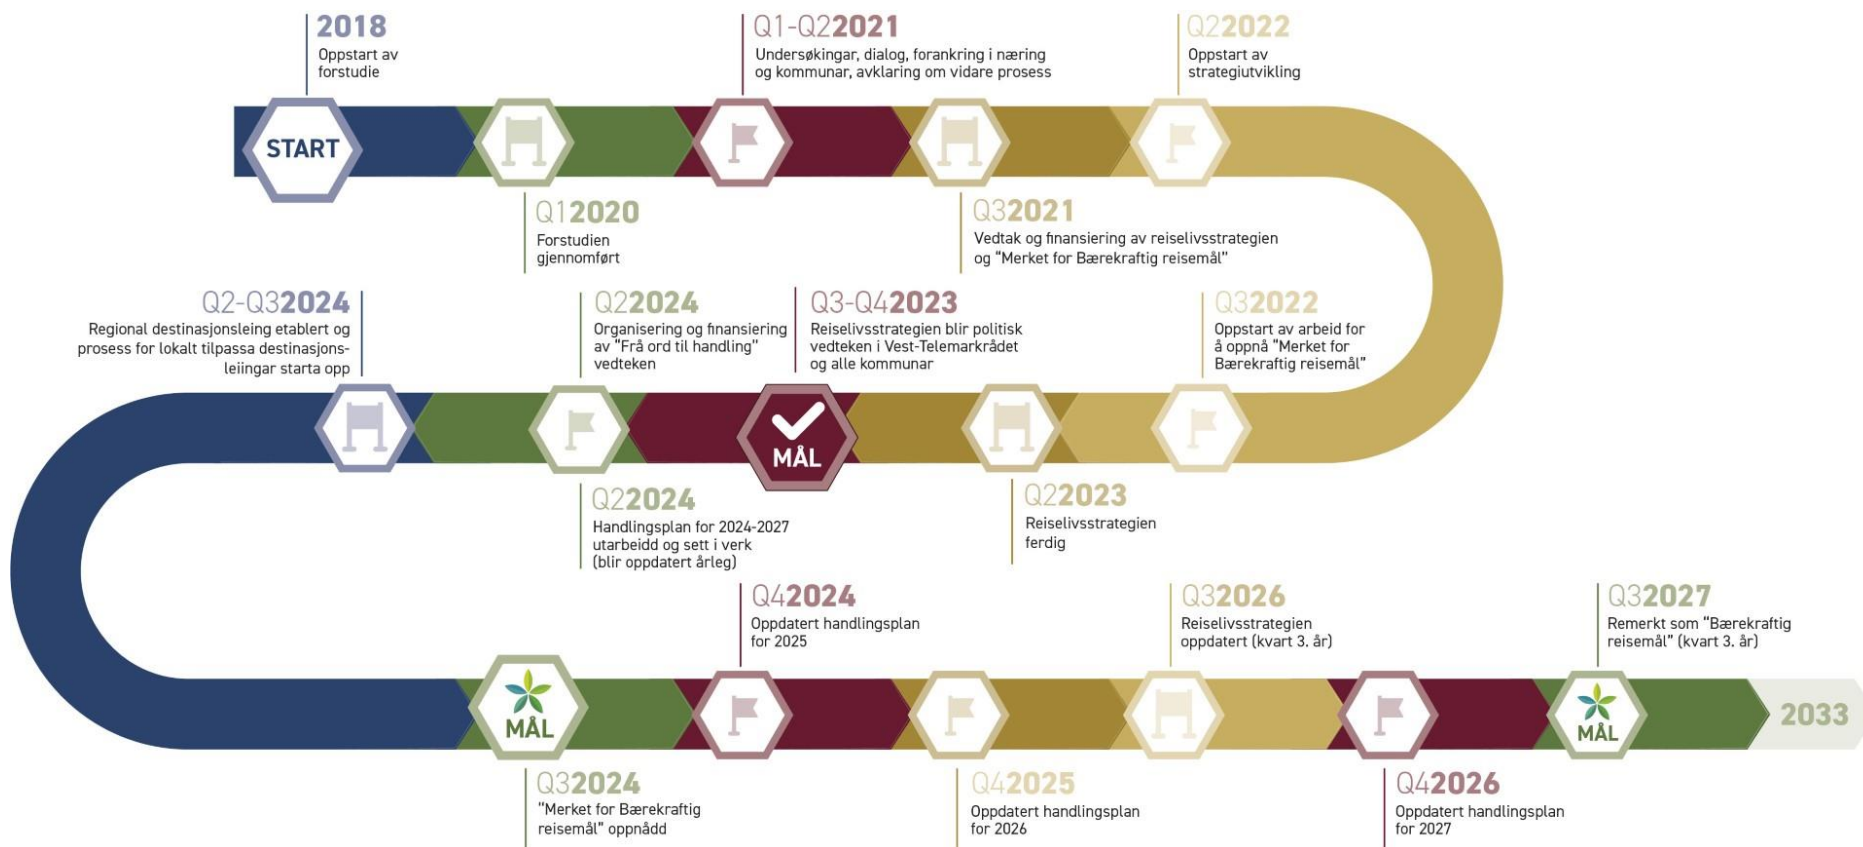 2018
Oppstart av
forstudie
START
Q12020
Forstudien
gjennomført
Q1-Q22021
Undersøkingar, dialog, forankring i næring
og kommunar, avklaring om vidare prosess
Q32021
Vedtak og finansiering av reiselivsstrategien
og "Merket for Bærekraftig reisemål"
Q22022
Oppstart av
strategiutvikling
Q32022
Oppstart av arbeid for
å oppnå "Merket for
Bærekraftig reisemål"
Q22023
Reiselivsstrategien
ferdig
Q3-Q42023
Reiselivsstrategien blir politisk
vedteken i Vest-Telemarkrådet
og alle kommunar
MÅL
Q22024
Organisering og finansiering
av "Frå ord til handling"
vedteken
Q22024
Handlingsplan for 2024-2027
utarbeidd og sett i verk
(blir oppdatert årleg)
Q2-Q32024
Regional destinasjonsleing etablert og
prosess for lokalt tilpassa destinasjons-
leiingar starta opp
MÅL
Q32024
"Merket for Bærekraftig
reisemål" oppnådd
Q42024
Oppdatert handlingsplan
for 2025
Q42025
Oppdatert handlingsplan
for 2026
Q32026
Reiselivsstrategien
oppdatert (kvart 3. år)
Q42026
Oppdatert handlingsplan
for 2027
Q32027
Remerkt som "Bærekraftig
reisemål" (kvart 3. år)
MÅL
2033